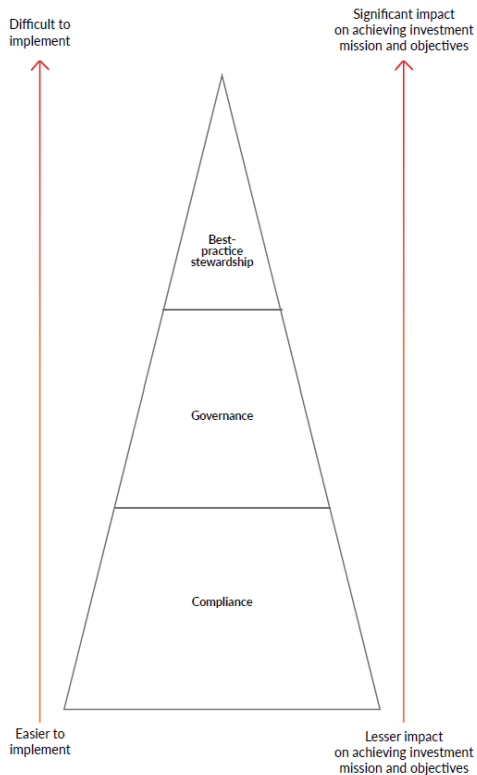 Difficult to
implement
Significant impact
on achieving investment
mission and objectives
Best-
practice
stewardship
Governance
Compliance
Easier to
implement
Lesser impact
on achieving investment
mission and objectives